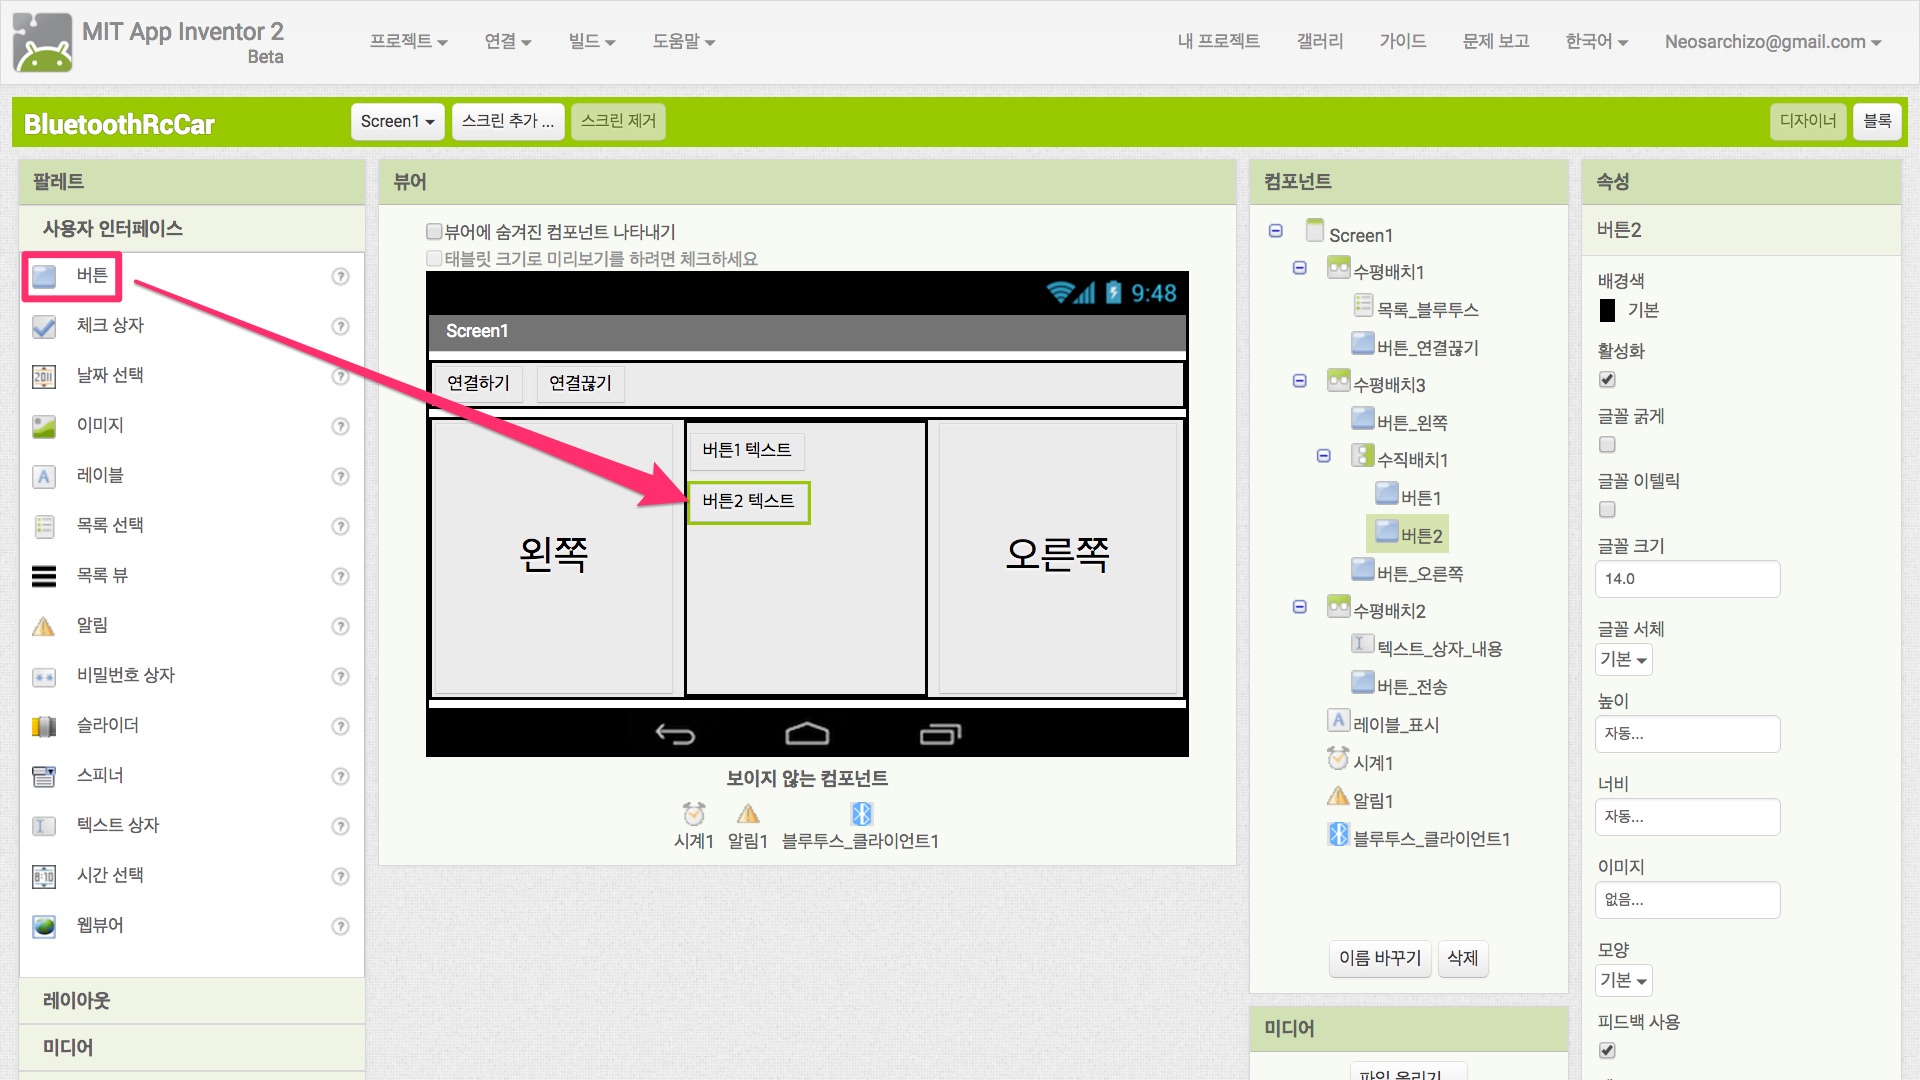 MIT App Inventor 2
Beta
프로젝트
연결
빌드
도움말
내 프로젝트
갤러리
가이드
문제 보고
한국어
Neosarchizo@gmail.com
BluetoothRcCar
Screen1
스크린 추가 ...
스크린 제거
디자이너
블록
팔레트
사용자 인터페이스
버튼
체크 상자
날짜 선택
이미지
레이블
목록 선택
목록 뷰
알림
비밀번호 상자
슬라이더
스피너
텍스트 상자
시간 선택
웹뷰어
레이아웃
미디어
뷰어
뷰어에 숨겨진 컴포넌트 나타내기
태블릿 크기로 미리보기를 하려면 체크하세요
9:48
Screen1
연결하기
연결끊기
왼쪽
버튼1 텍스트
버튼2 텍스트
오른쪽
보이지 않는 컴포넌트
시계1
알림1
블루투스_클라이언트1
컴포넌트
Screen1
수평배치1
목록_블루투스
버튼_연결끊기
수평배치3
버튼_왼쪽
수직배치1
버튼1
버튼2
버튼_오른쪽
수평배치2
텍스트_상자_내용
버튼_전송
레이블_표시
시계1
알림1
블루투스_클라이언트1
이름 바꾸기
삭제
미디어
파일 올리기...
속성
버튼2
배경색
기본
활성화
글꼴 굵게
글꼴 이텔릭
글꼴 크기
14.0
글꼴 서체
기본
높이
자동...
너비
자동...
이미지
없음...
모양
기본
피드백 사용